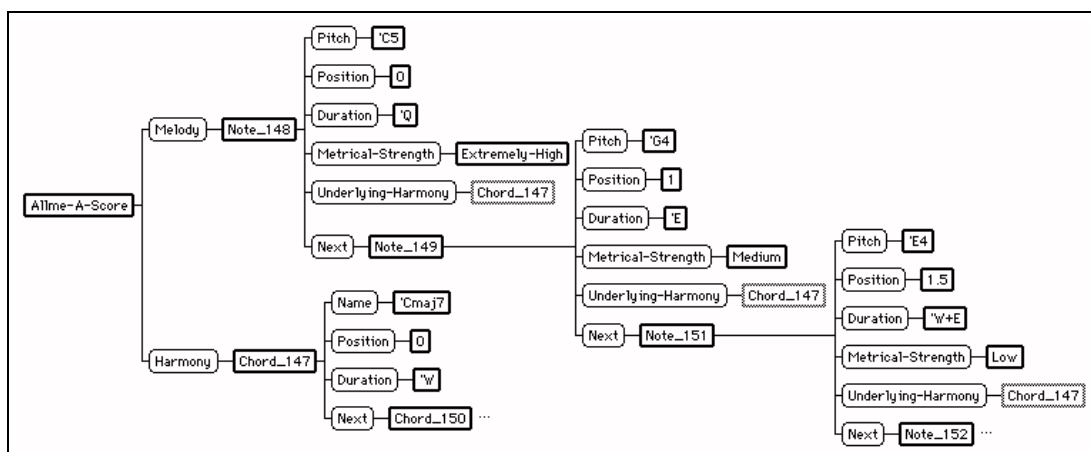 Allme-A-Score
Melody Note_148
Pitch 'C5
Position 0
Duration 'Q
Metrical-Strength Extremely-High
Underlying-Harmony Chord_147
Next Note_149
Pitch 'G4
Position 1
Duration 'E
Metrical-Strength Medium
Underlying-Harmony Chord_147
Next Note_151
Pitch 'E4
Position 1.5
Duration 'W+E
Metrical-Strength Low
Underlying-Harmony Chord_147
Next Note_152 ...
Harmony Chord_147
Name 'Cmaj7
Position 0
Duration 'W
Next Chord_150 ...